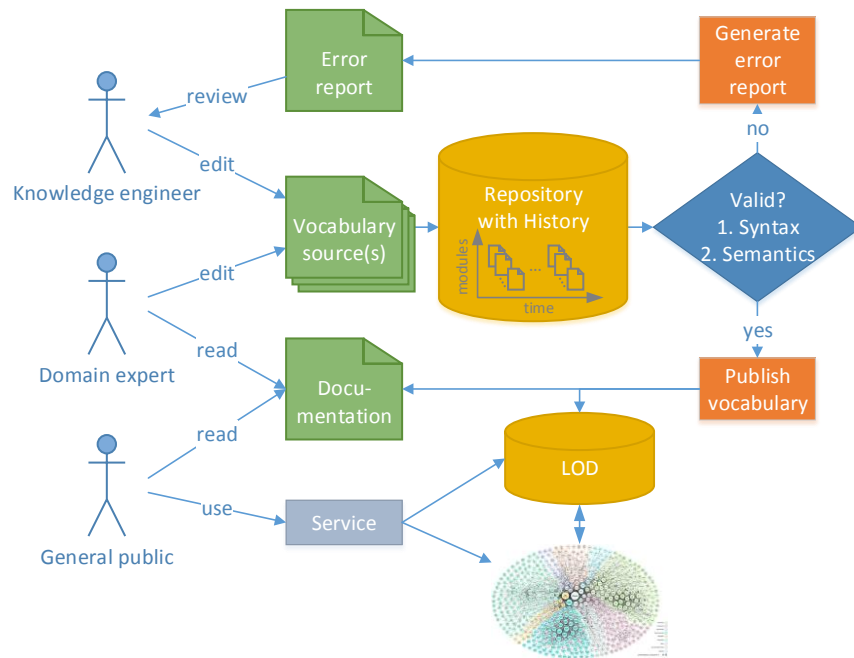 Error
report
Generate
error
report
review
no
Knowledge engineer
edit
Vocabulary
source(s)
Repository
with History
modules
...
time
Valid?
1. Syntax
2. Semantics
edit
yes
Domain expert
read
Docu-
mentation
Publish
vocabulary
read
LOD
use
Service
General public